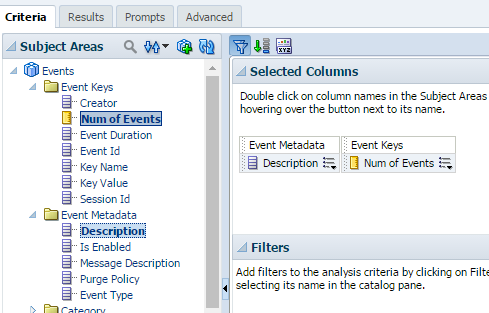 Criteria Results Prompts Advanced
Subject Areas
Events
Event Keys
Creator
Num of Events
Event Duration
Event Id
Key Name
Key Value
Session Id
Event Metadata
Description
Is Enabled
Message Description
Purge Policy
Event Type
Category
XYZ
Selected Columns
Double click on column names in the Subject Areas
hovering over the button next to its name.
Event Metadata Event Keys
Description Num of Events
Filters
Add filters to the analysis criteria by clicking on Filte
selecting its name in the catalog pane.